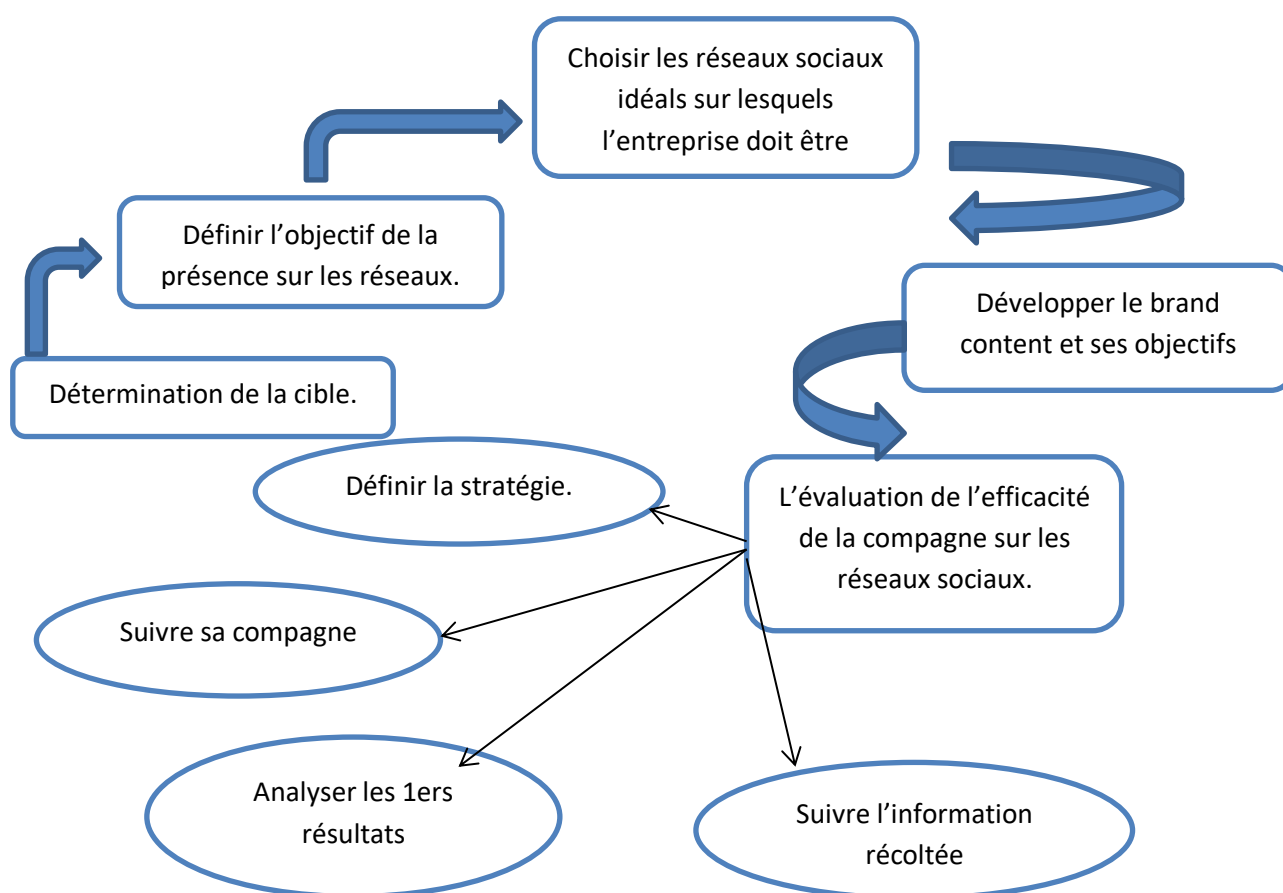 Choisir les réseaux sociaux
idéals sur lesquels
l’entreprise doit être
Définir l’objectif de la
présence sur les réseaux.
Développer le brand
content et ses objectifs
Détermination de la cible.
Définir la stratégie.
L’évaluation de l’efficacité
de la compagne sur les
réseaux sociaux.
Suivre sa compagne
Analyser les 1ers
résultats
Suivre l’information
récoltée